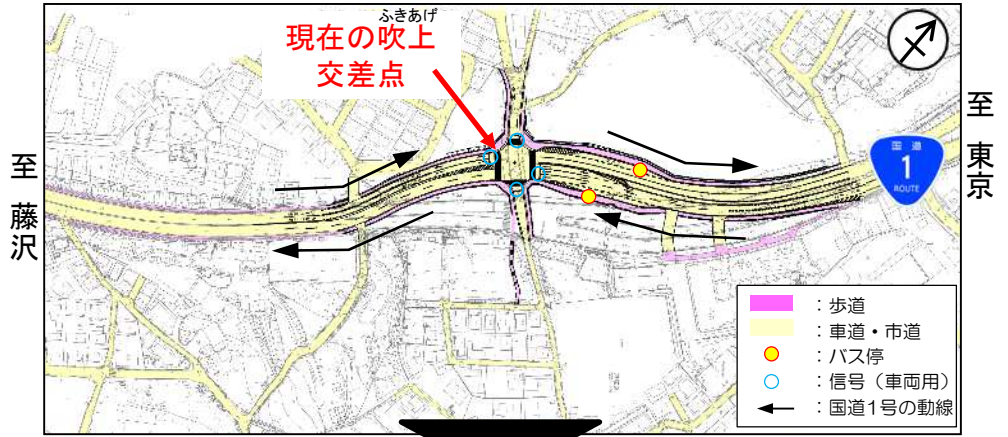 ふきあげ
現在の吹上
交差点
至 藤沢
至 東京
国道
1
ROUTE
：歩道
：車道・市道
：バス停
：信号（車両用）
：国道1号の動線